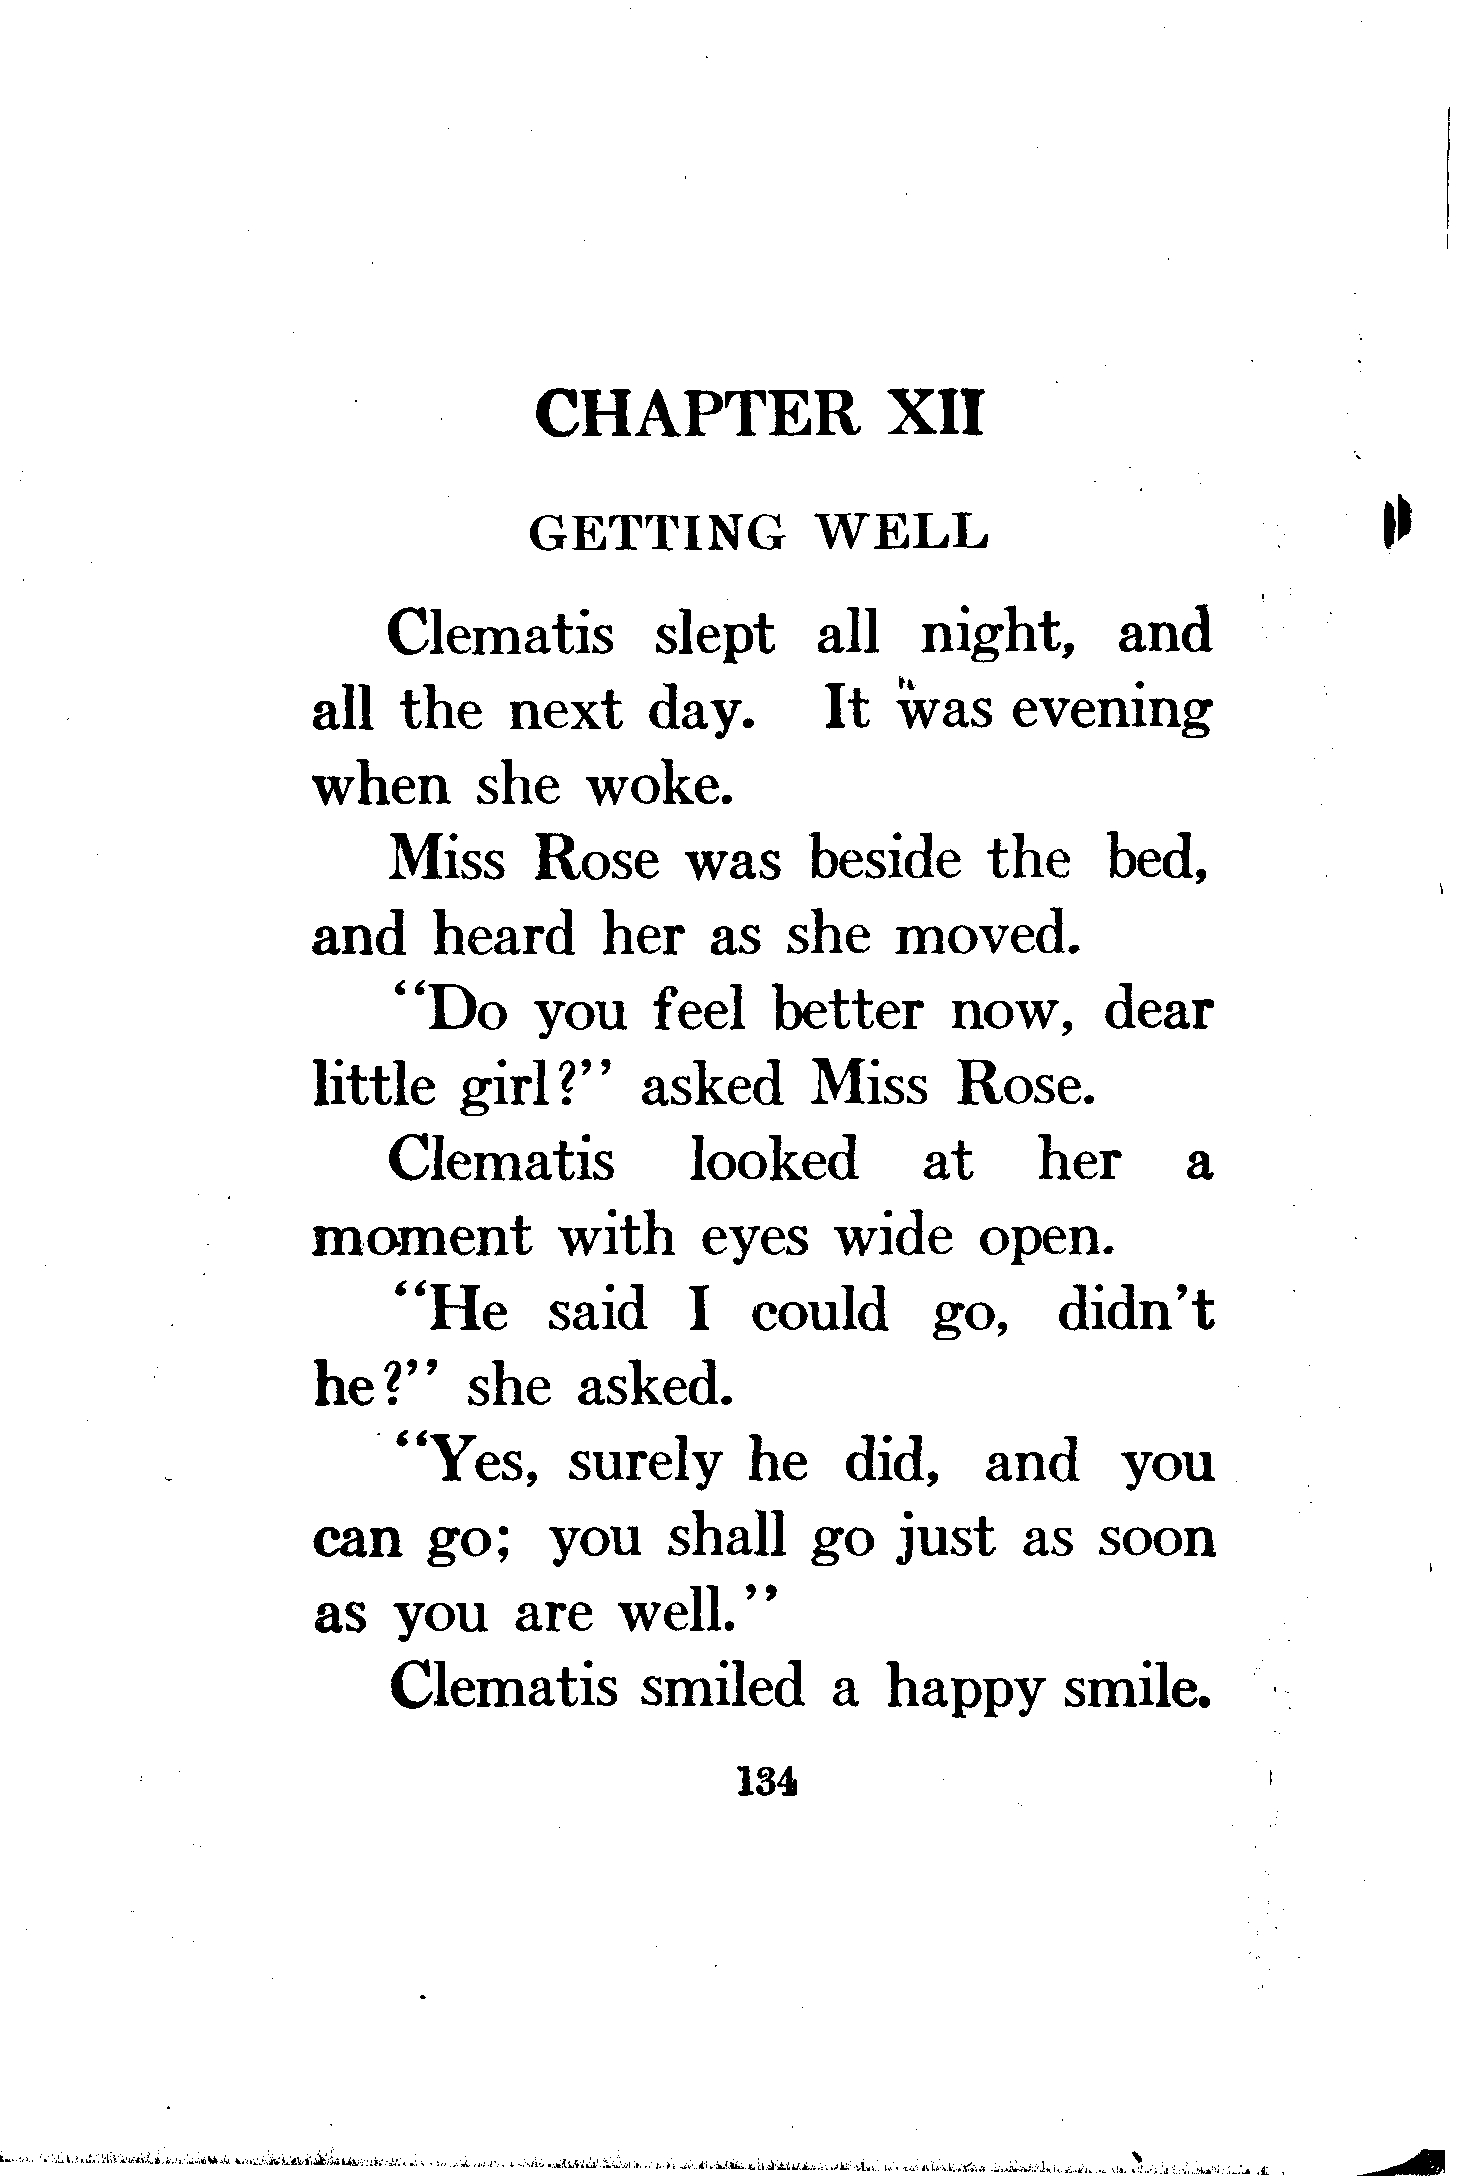 CHAPTER XII
GETTING WELL
Clematis slept all night, and
all the next day. It was evening
when she woke.
Miss Rose was beside the bed,
and heard her as she moved.
“Do you feel better now, dear
little girl?” asked Miss Rose.
Clematis looked at her a
moment with eyes wide open.
“He said I could go, didn’t
he?” she asked.
“Yes, surely he did, and you
can go; you shall go just as soon
as you are well.”
Clematis smiled a happy smile.
134